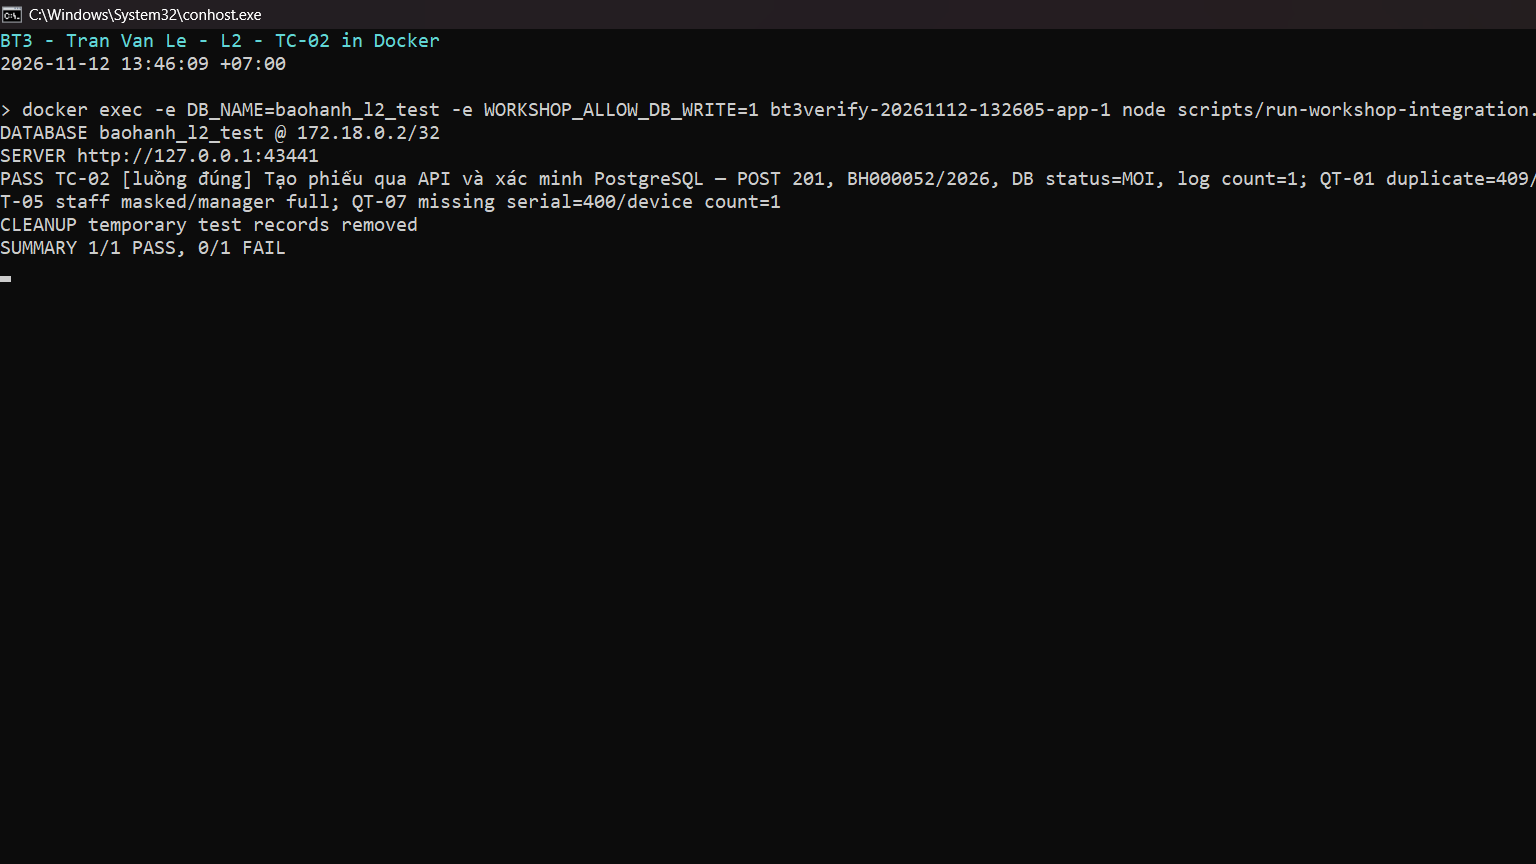 C:\Windows\System32\conhost.exe
BT3 - Tran Van Le - L2 - TC-02 in Docker
2026-11-12 13:46:09 +07:00
> docker exec -e DB_NAME=baohanh_l2_test -e WORKSHOP_ALLOW_DB_WRITE=1 bt3verify-20261112-132605-app-1 node scripts/run-workshop-integration.
DATABASE baohanh_l2_test @ 172.18.0.2/32
SERVER http://127.0.0.1:43441
PASS TC-02 [luồng đúng] Tạo phiếu qua API và xác minh PostgreSQL — POST 201, BH000052/2026, DB status=MOI, log count=1; QT-01 duplicate=409/
T-05 staff masked/manager full; QT-07 missing serial=400/device count=1
CLEANUP temporary test records removed
SUMMARY 1/1 PASS, 0/1 FAIL